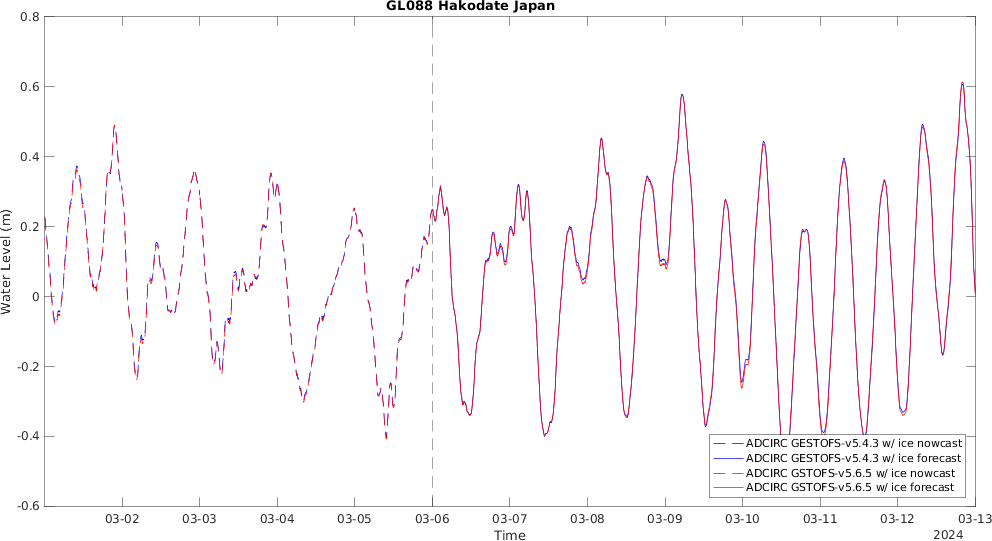 GL088 Hakodate Japan
0.8
0.6
0.4
0.2
0
-0.2
-0.4
-0.6
Water Level (m)
ADCIRC GESTOFS-v5.4.3 w/ ice nowcast
ADCIRC GESTOFS-v5.4.3 w/ ice forecast
ADCIRC GSTOFS-v5.6.5 w/ ice nowcast
ADCIRC GSTOFS-v5.6.5 w/ ice forecast
03-02 03-03 03-04 03-05 03-06 03-07 03-08 03-09 03-10 03-11 03-12 03-13
Time
2024